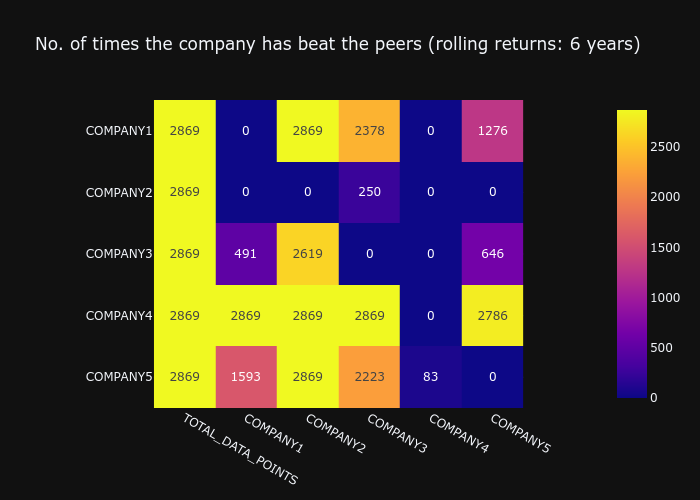 No. of times the company has beat the peers (rolling returns: 6 years)
COMPANY1 2869 0 2869 2378 0 1276
COMPANY2 2869 0 0 250 0 0
COMPANY3 2869 491 2619 0 0 646
COMPANY4 2869 2869 2869 2869 0 2786
COMPANY5 2869 1593 2869 2223 83 0
TOTAL_DATA_POINTS COMPANY1 COMPANY2 COMPANY3 COMPANY4 COMPANY5
2500
2000
1500
1000
500
0